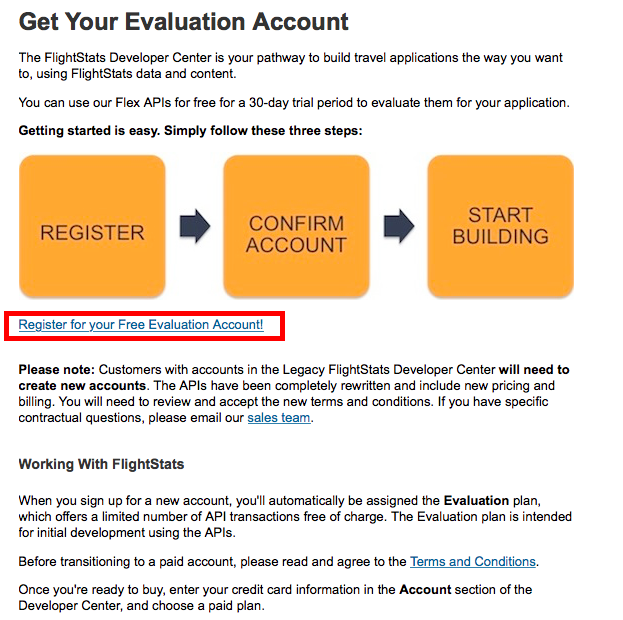 Get Your Evaluation Account
The FlightStats Developer Center is your pathway to build travel applications the way you want
to, using FlightStats data and content.
You can use our Flex APIs for free for a 30-day trial period to evaluate them for your application.
Getting started is easy. Simply follow these three steps:
REGISTER
CONFIRM
ACCOUNT
START
BUILDING
Register for your Free Evaluation Account!
Please note: Customers with accounts in the Legacy FlightStats Developer Center will need to
create new accounts. The APIs have been completely rewritten and include new pricing and
billing. You will need to review and accept the new terms and conditions. If you have specific
contractual questions, please email our sales team.
Working With FlightStats
When you sign up for a new account, you'll automatically be assigned the Evaluation plan,
which offers a limited number of API transactions free of charge. The Evaluation plan is intended
for initial development using the APIs.
Before transitioning to a paid account, please read and agree to the Terms and Conditions.
Once you're ready to buy, enter your credit card information in the Account section of the
Developer Center, and choose a paid plan.